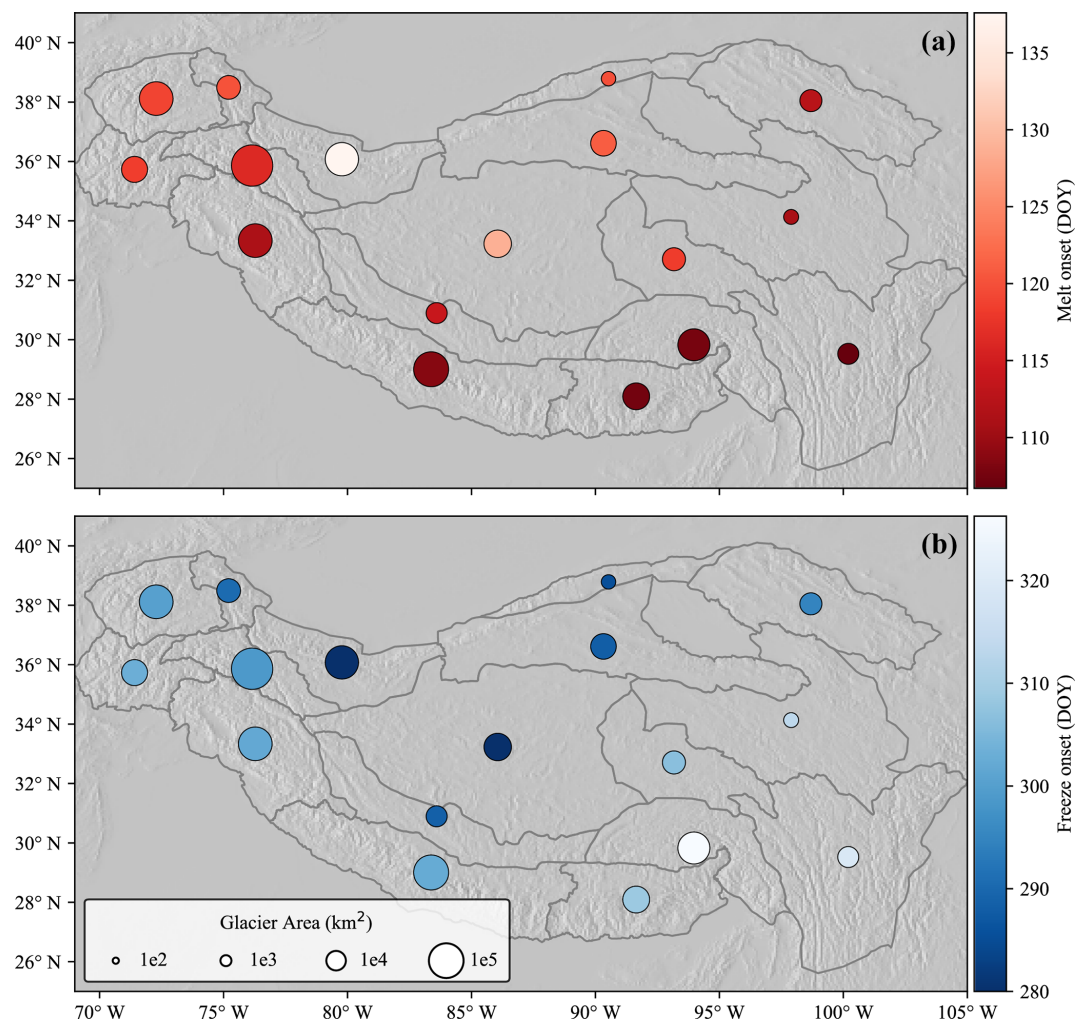 (a)
40° N
38° N
36° N
34° N
32° N
30° N
28° N
26° N
135
130
125
120
115
110
Melt onset (DOY)
(b)
40° N
38° N
36° N
34° N
32° N
30° N
28° N
26° N
320
310
300
290
280
Freeze onset (DOY)
Glacier Area (km²)
1e2 1e3 1e4 1e5
70° W 75° W 80° W 85° W 90° W 95° W 100° W 105° W